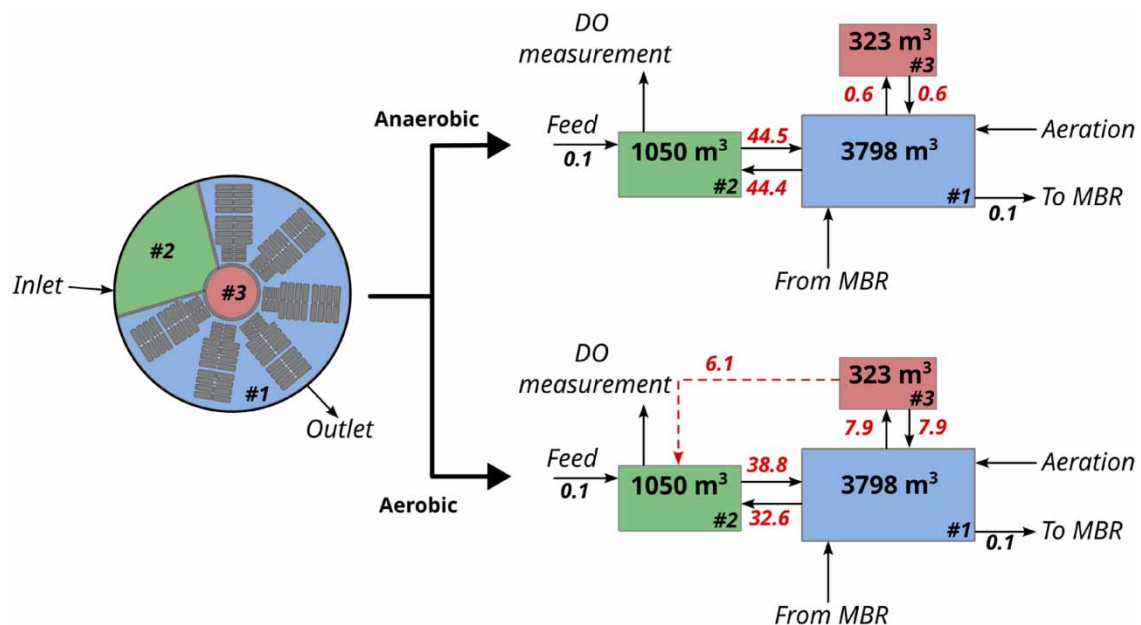 #2
#3
#1
Inlet
Outlet
Anaerobic
Aerobic
DO
measurement
Feed
0.1
1050 m³
#2
44.5
44.4
323 m³
#3
0.6
0.6
3798 m³
#1
Aeration
To MBR
0.1
From MBR
DO
measurement
6.1
Feed
0.1
1050 m³
#2
38.8
32.6
323 m³
#3
7.9
7.9
3798 m³
#1
Aeration
To MBR
0.1
From MBR